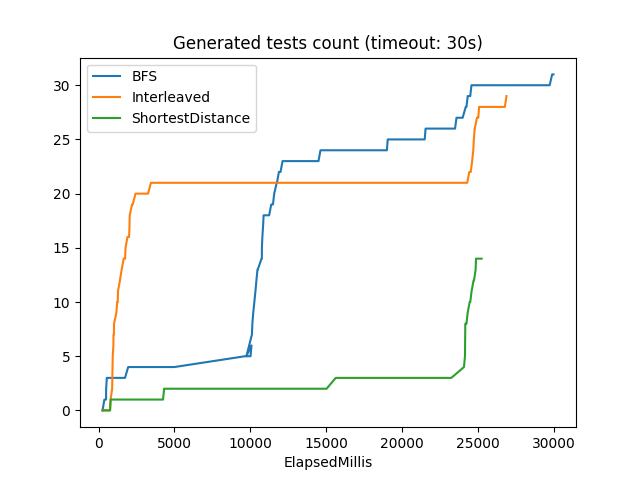 Generated tests count (timeout: 30s)
BFS
Interleaved
ShortestDistance
30
25
20
15
10
5
0
0 5000 10000 15000 20000 25000 30000
ElapsedMillis